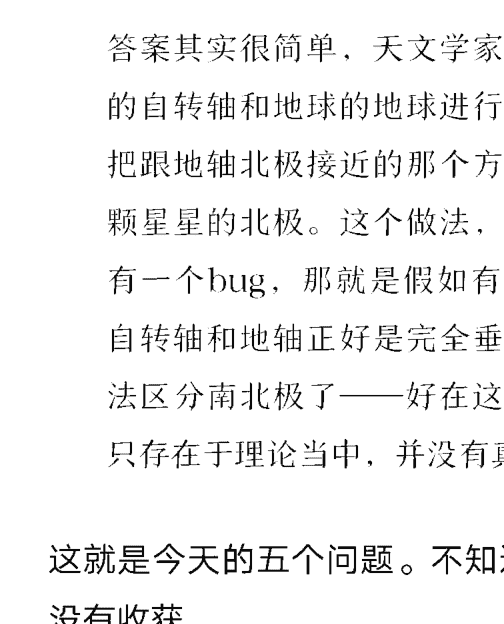 答案其实很简单，天文学家
的自转轴和地球的地球进行
把跟地轴北极接近的那个方
颗星星的北极。这个做法，
有一个bug，那就是假如有
自转轴和地轴正好是完全垂
法区分南北极了——好在这
只存在于理论当中，并没有
这就是今天的五个问题。不知
没有收获